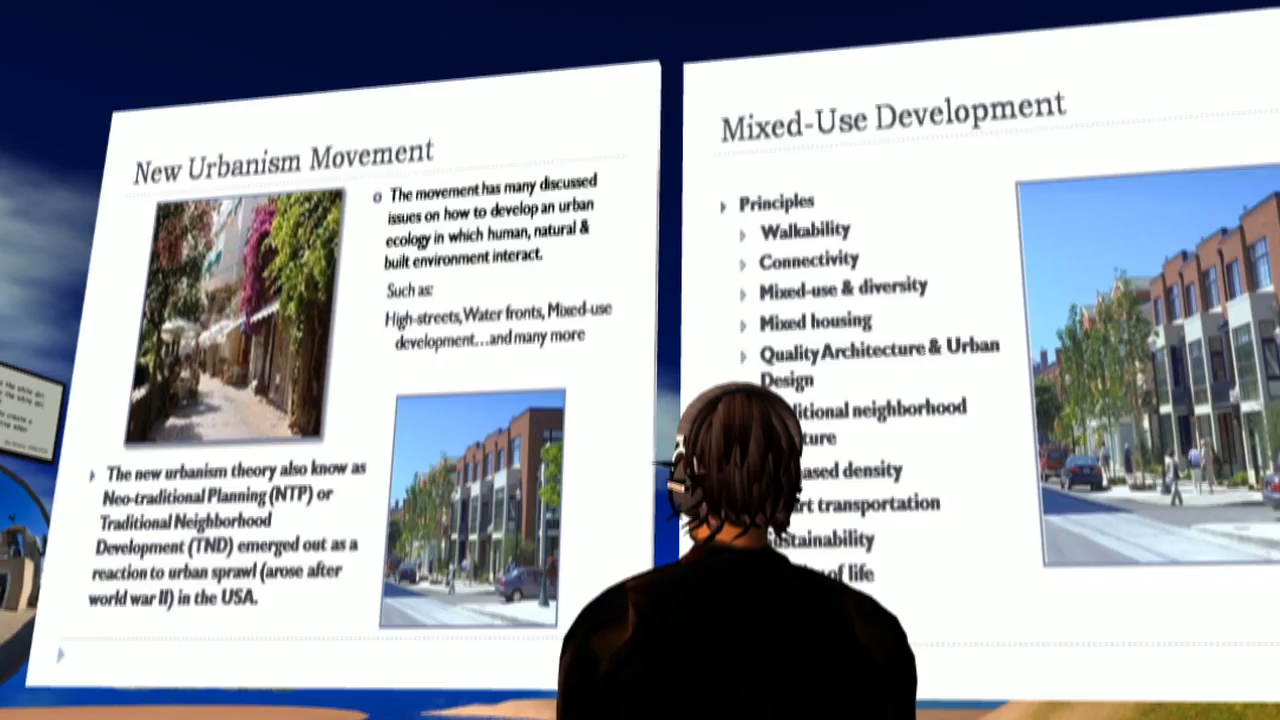 New Urbanism Movement
The movement has many discussed
issues on how to develop an urban
ecology in which human, natural &
built environment interact.
Such as:
High-streets, Water fronts, Mixed-use
development...and many more
The new urbanism theory also know as
Neo-traditional Planning (NTP) or
Traditional Neighborhood
Development (TND) emerged out as a
reaction to urban sprawl (arose after
world war II) in the USA.
Mixed-Use Development
Principles
Walkability
Connectivity
Mixed-use & diversity
Mixed housing
Quality Architecture & Urban
Design
neighborhood
density
transportation
of life